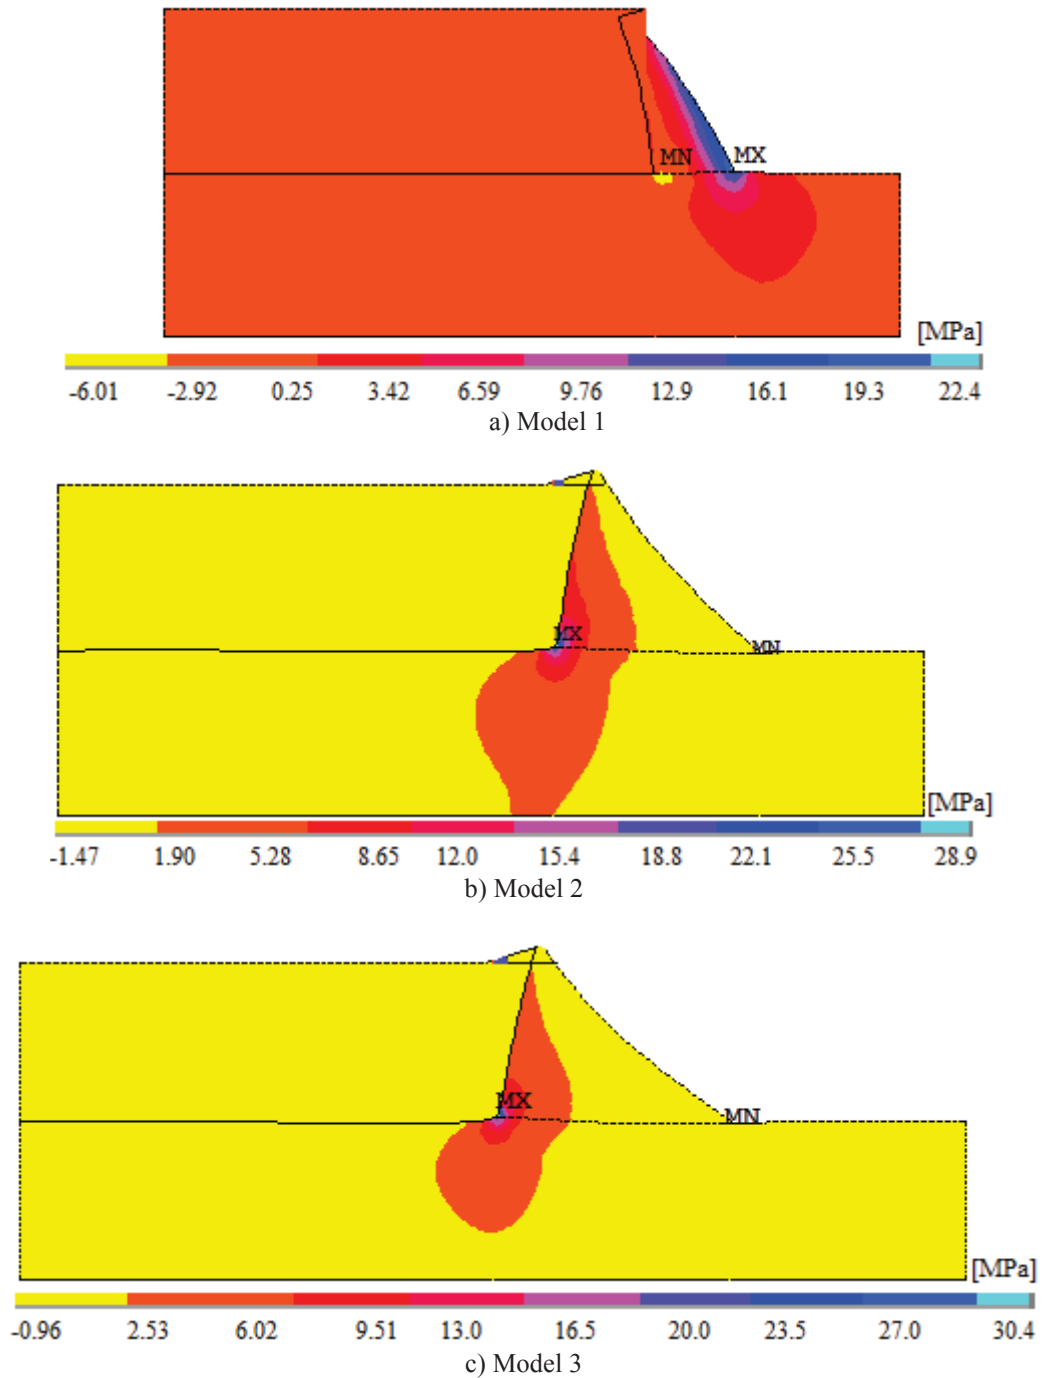 MN MX
[MPa]
-6.01 -2.92 0.25 3.42 6.59 9.76 12.9 16.1 19.3 22.4
a) Model 1
MX
MN
[MPa]
-1.47 1.90 5.28 8.65 12.0 15.4 18.8 22.1 25.5 28.9
b) Model 2
MX
MN
[MPa]
-0.96 2.53 6.02 9.51 13.0 16.5 20.0 23.5 27.0 30.4
c) Model 3